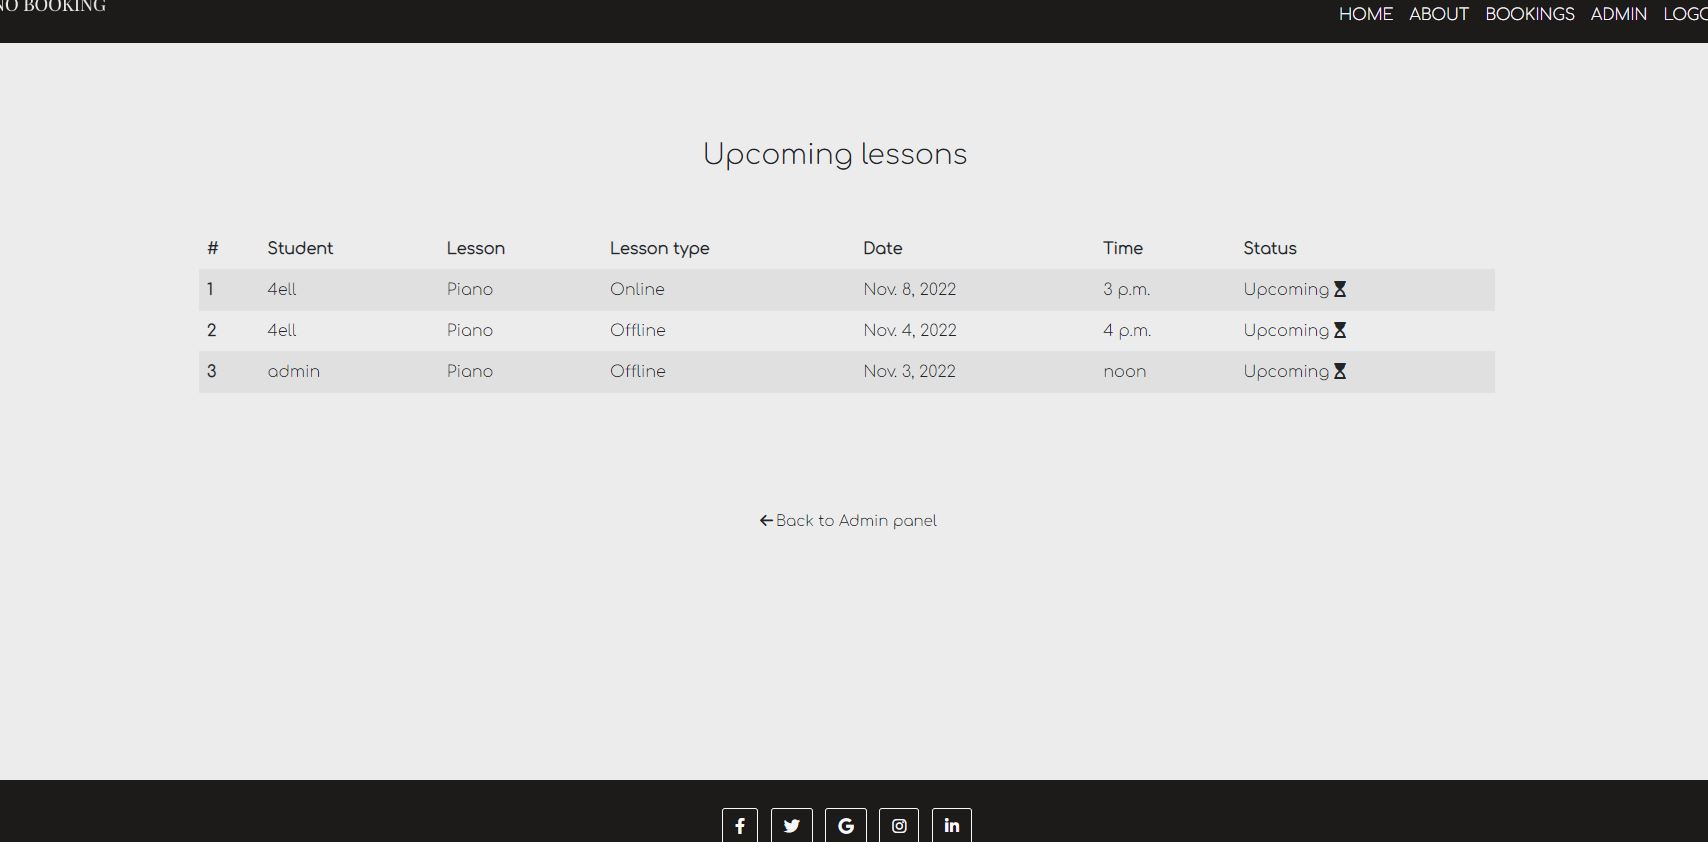 NO BOOKING
HOME ABOUT BOOKINGS ADMIN LOGO
Upcoming lessons
# Student Lesson Lesson type Date Time Status
1 4ell Piano Online Nov. 8, 2022 3 p.m. Upcoming
2 4ell Piano Offline Nov. 4, 2022 4 p.m. Upcoming
3 admin Piano Offline Nov. 3, 2022 noon Upcoming
Back to Admin panel